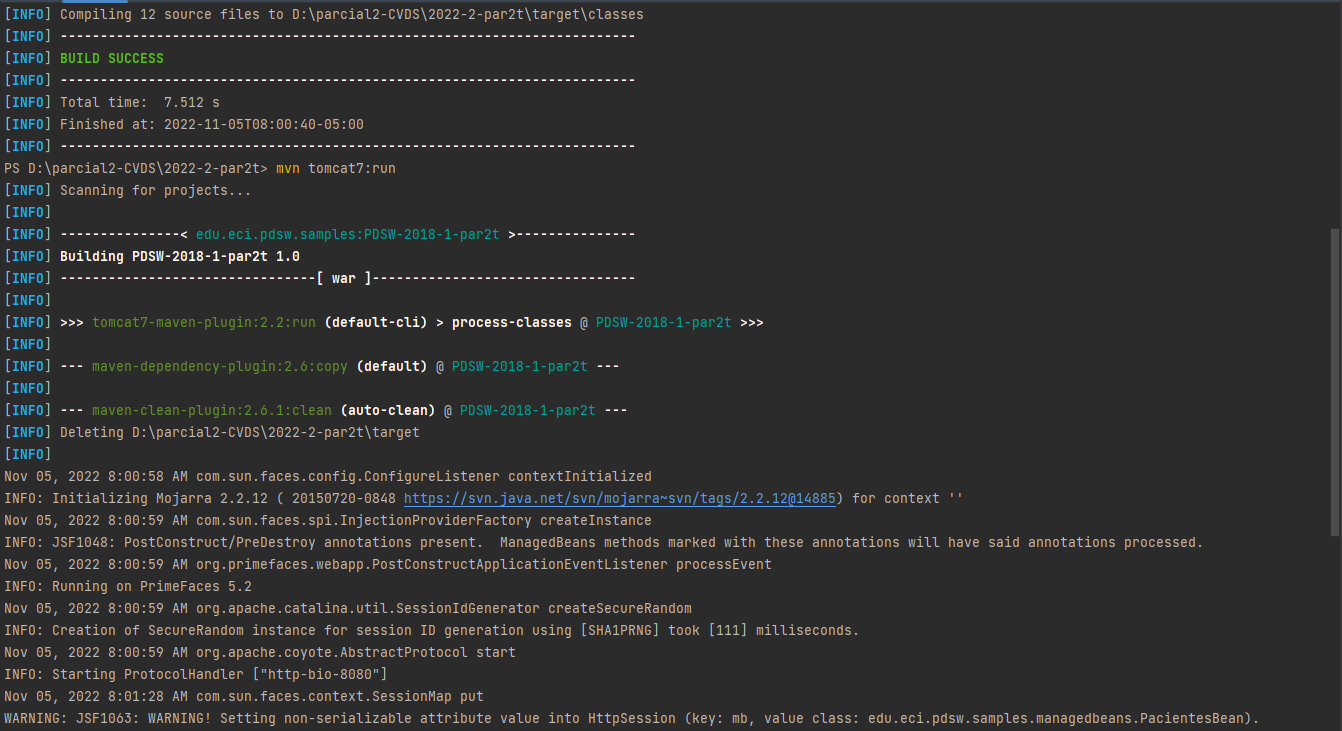 [INFO] Compiling 12 source files to D:\parcial2-CVDS\2022-2-par2t\target\classes
[INFO] ------------------------------------------------------------------------
[INFO] BUILD SUCCESS
[INFO] ------------------------------------------------------------------------
[INFO] Total time:  7.512 s
[INFO] Finished at: 2022-11-05T08:00:40-05:00
[INFO] ------------------------------------------------------------------------
PS D:\parcial2-CVDS\2022-2-par2t> mvn tomcat7:run
[INFO] Scanning for projects...
[INFO]
[INFO] ---------------< edu.eci.pdsw.samples:PDSW-2018-1-par2t >---------------
[INFO] Building PDSW-2018-1-par2t 1.0
[INFO] --------------------------------[ war ]---------------------------------
[INFO]
[INFO] >>> tomcat7-maven-plugin:2.2:run (default-cli) > process-classes @ PDSW-2018-1-par2t >>>
[INFO]
[INFO] --- maven-dependency-plugin:2.6:copy (default) @ PDSW-2018-1-par2t ---
[INFO]
[INFO] --- maven-clean-plugin:2.6.1:clean (auto-clean) @ PDSW-2018-1-par2t ---
[INFO] Deleting D:\parcial2-CVDS\2022-2-par2t\target
[INFO]
Nov 05, 2022 8:00:58 AM com.sun.faces.config.ConfigureListener contextInitialized
INFO: Initializing Mojarra 2.2.12 ( 20150720-0848 https://svn.java.net/svn/mojarra~svn/tags/2.2.12@14885) for context ''
Nov 05, 2022 8:00:59 AM com.sun.faces.spi.InjectionProviderFactory createInstance
INFO: JSF1048: PostConstruct/PreDestroy annotations present.  ManagedBeans methods marked with these annotations will have said annotations processed.
Nov 05, 2022 8:00:59 AM org.primefaces.webapp.PostConstructApplicationEventListener processEvent
INFO: Running on PrimeFaces 5.2
Nov 05, 2022 8:00:59 AM org.apache.catalina.util.SessionIdGenerator createSecureRandom
INFO: Creation of SecureRandom instance for session ID generation using [SHA1PRNG] took [111] milliseconds.
Nov 05, 2022 8:00:59 AM org.apache.coyote.AbstractProtocol start
INFO: Starting ProtocolHandler ["http-bio-8080"]
Nov 05, 2022 8:01:28 AM com.sun.faces.context.SessionMap put
WARNING: JSF1063: WARNING! Setting non-serializable attribute value into HttpSession (key: mb, value class: edu.eci.pdsw.samples.managedbeans.PacientesBean).